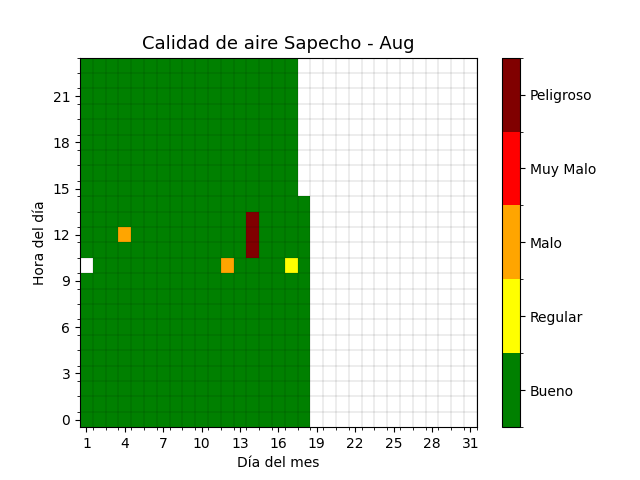 Calidad de aire Sapecho - Aug
Hora del día
21
18
15
12
9
6
3
0
1 4 7 10 13 16 19 22 25 28 31
Día del mes
Peligroso
Muy Malo
Malo
Regular
Bueno